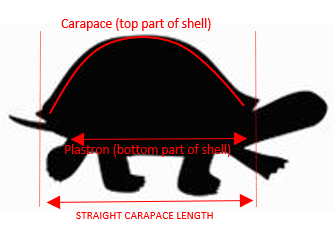 Carapace (top part of shell)
Plastron (bottom part of shell)
STRAIGHT CARAPACE LENGTH